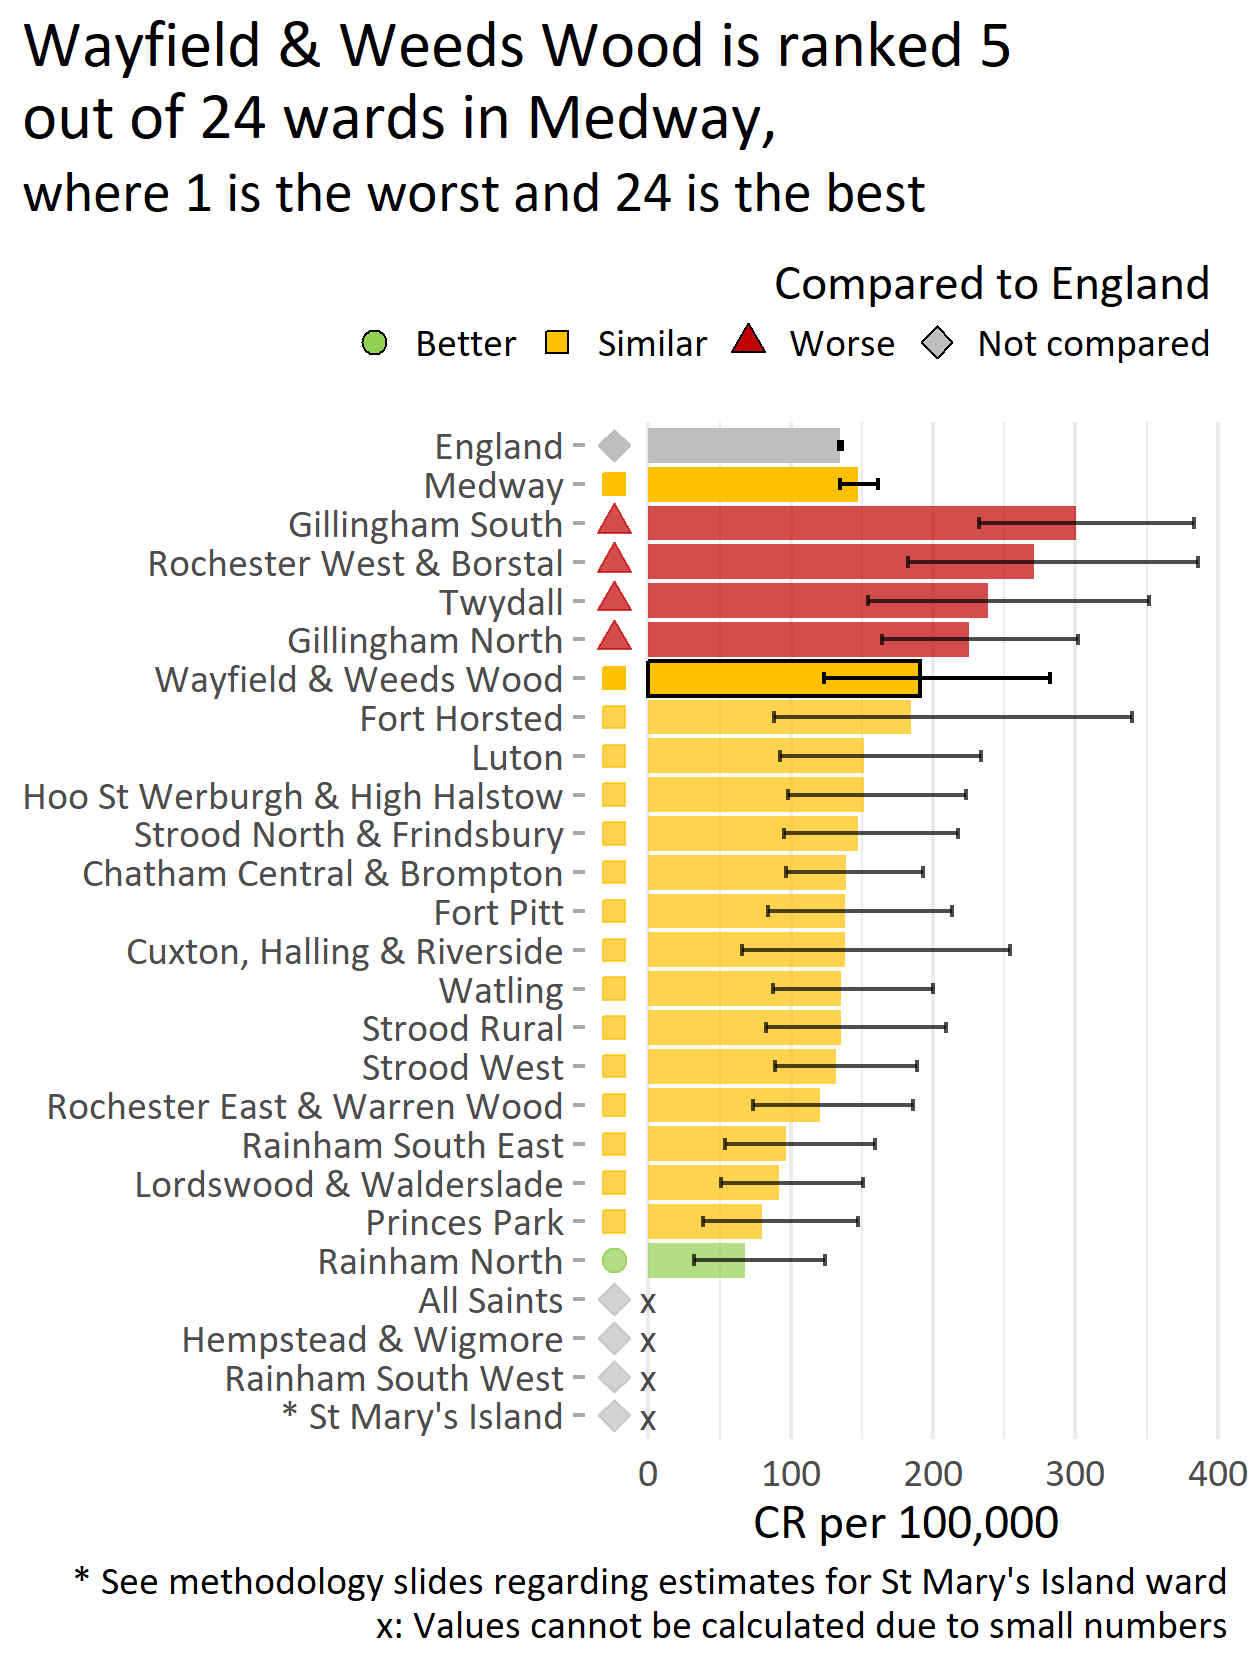 Wayfield & Weeds Wood is ranked 5
out of 24 wards in Medway,
where 1 is the worst and 24 is the best
Compared to England
Better Similar Worse Not compared
England
Medway
Gillingham South
Rochester West & Borstal
Twydall
Gillingham North
Wayfield & Weeds Wood
Fort Horsted
Luton
Hoo St Werburgh & High Halstow
Strood North & Frindsbury
Chatham Central & Brompton
Fort Pitt
Cuxton, Halling & Riverside
Watling
Strood Rural
Strood West
Rochester East & Warren Wood
Rainham South East
Lordswood & Walderslade
Princes Park
Rainham North
All Saints x
Hempstead & Wigmore x
Rainham South West x
* St Mary's Island x
0 100 200 300 400
CR per 100,000
* See methodology slides regarding estimates for St Mary's Island ward
x: Values cannot be calculated due to small numbers